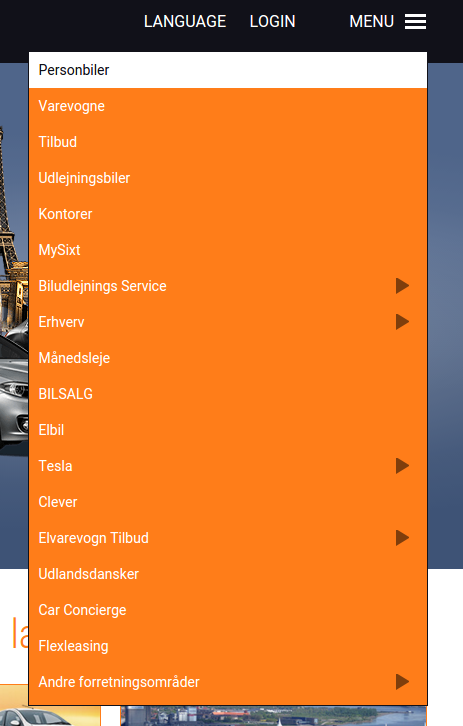 LANGUAGE LOGIN MENU
Personbiler
Varevogne
Tilbud
Udlejningsbiler
Kontorer
MySixt
Biludlejnings Service
Erhverv
Månedsleje
BILSALG
Elbil
Tesla
Clever
Elvarevogn Tilbud
Udlandsdansker
Car Concierge
Flexleasing
Andre forretningsområder